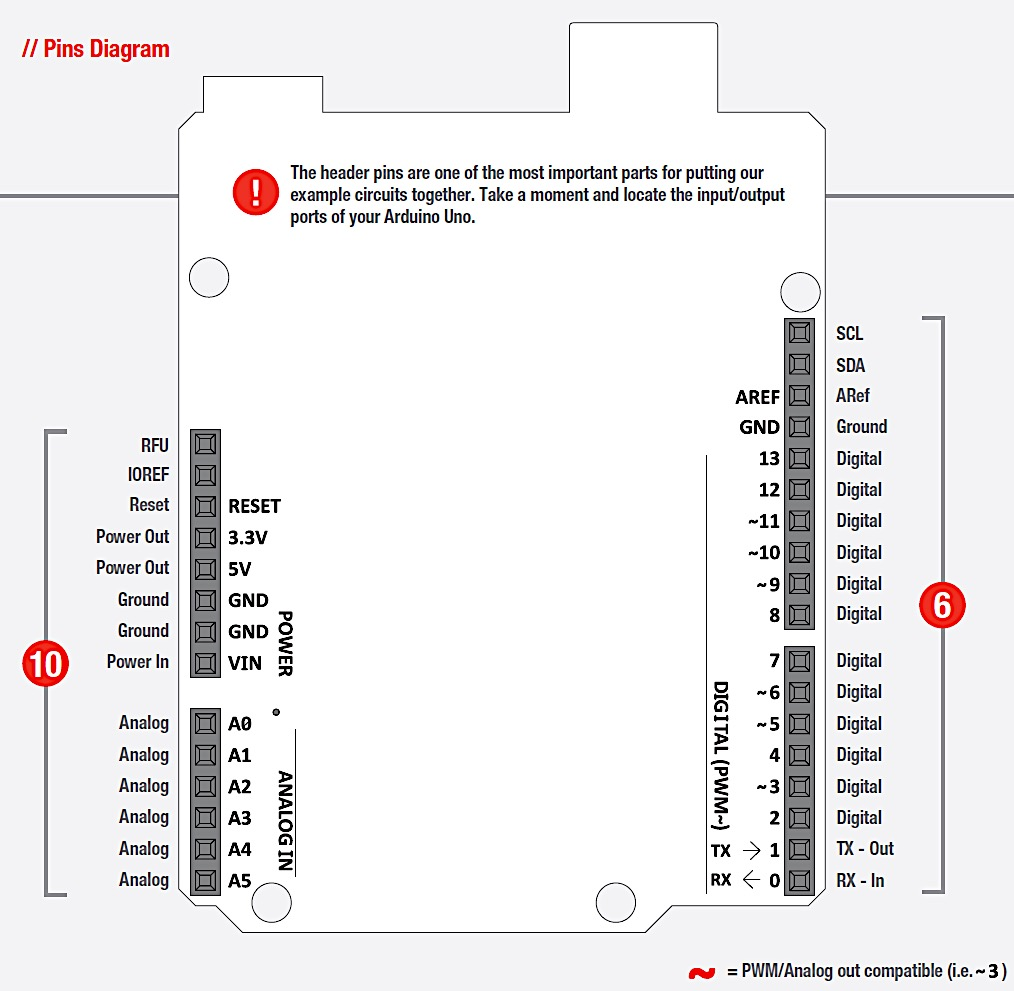 // Pins Diagram
!
The header pins are one of the most important parts for putting our
example circuits together. Take a moment and locate the input/output
ports of your Arduino Uno.
RFU
IOREF
Reset RESET
Power Out 3.3V
Power Out 5V
Ground GND
Ground GND
Power In VIN
POWER
10
Analog A0
Analog A1
Analog A2
Analog A3
Analog A4
Analog A5
ANALOG IN
SCL
SDA
AREF ARef
GND Ground
13 Digital
12 Digital
~11 Digital
~10 Digital
~9 Digital
8 Digital
6
7 Digital
~6 Digital
~5 Digital
4 Digital
~3 Digital
2 Digital
TX → 1 TX - Out
RX ← 0 RX - In
DIGITAL (PWM~)
~ = PWM/Analog out compatible (i.e. ~3 )